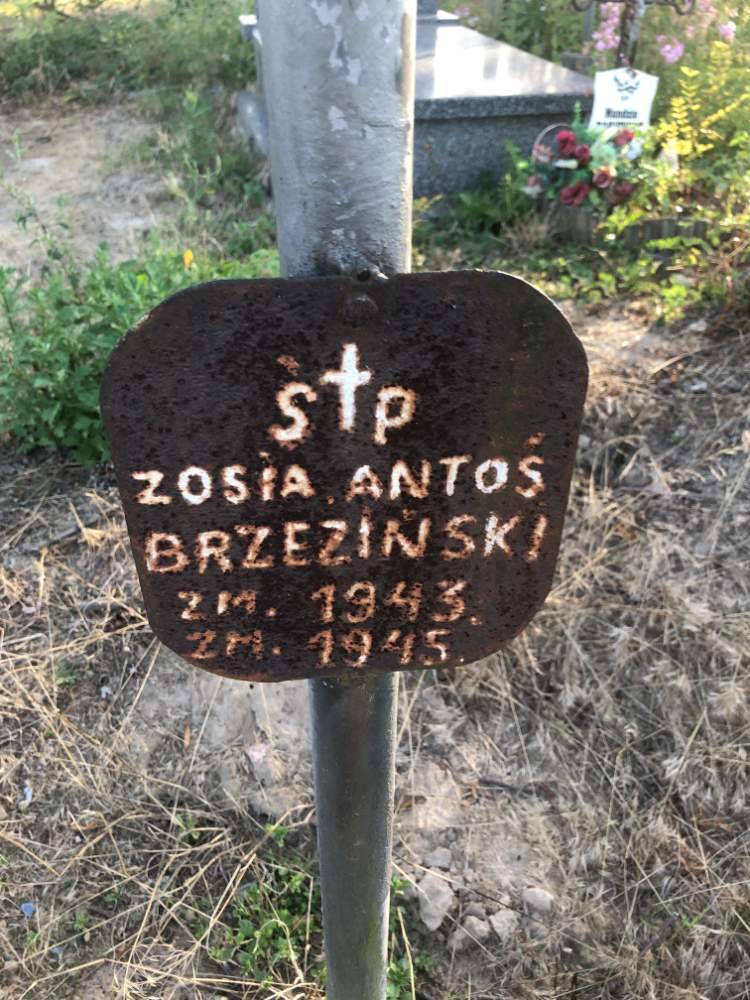 Ś†P
ZOSIA, ANTOŚ
BRZEZIŃSKI
ZM. 1943.
ZM. 1945.